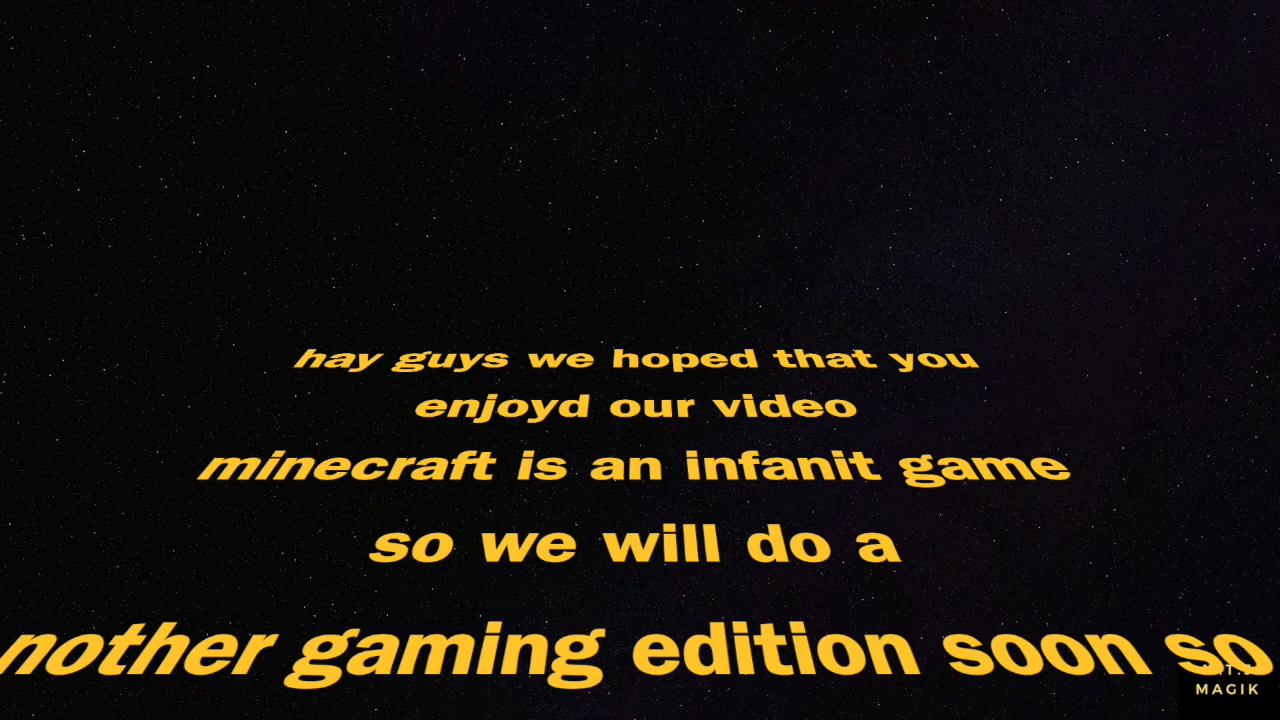 hay guys we hoped that you
enjoyd our video
minecraft is an infanit game
so we will do a
nother gaming edition soon so
MAGIK